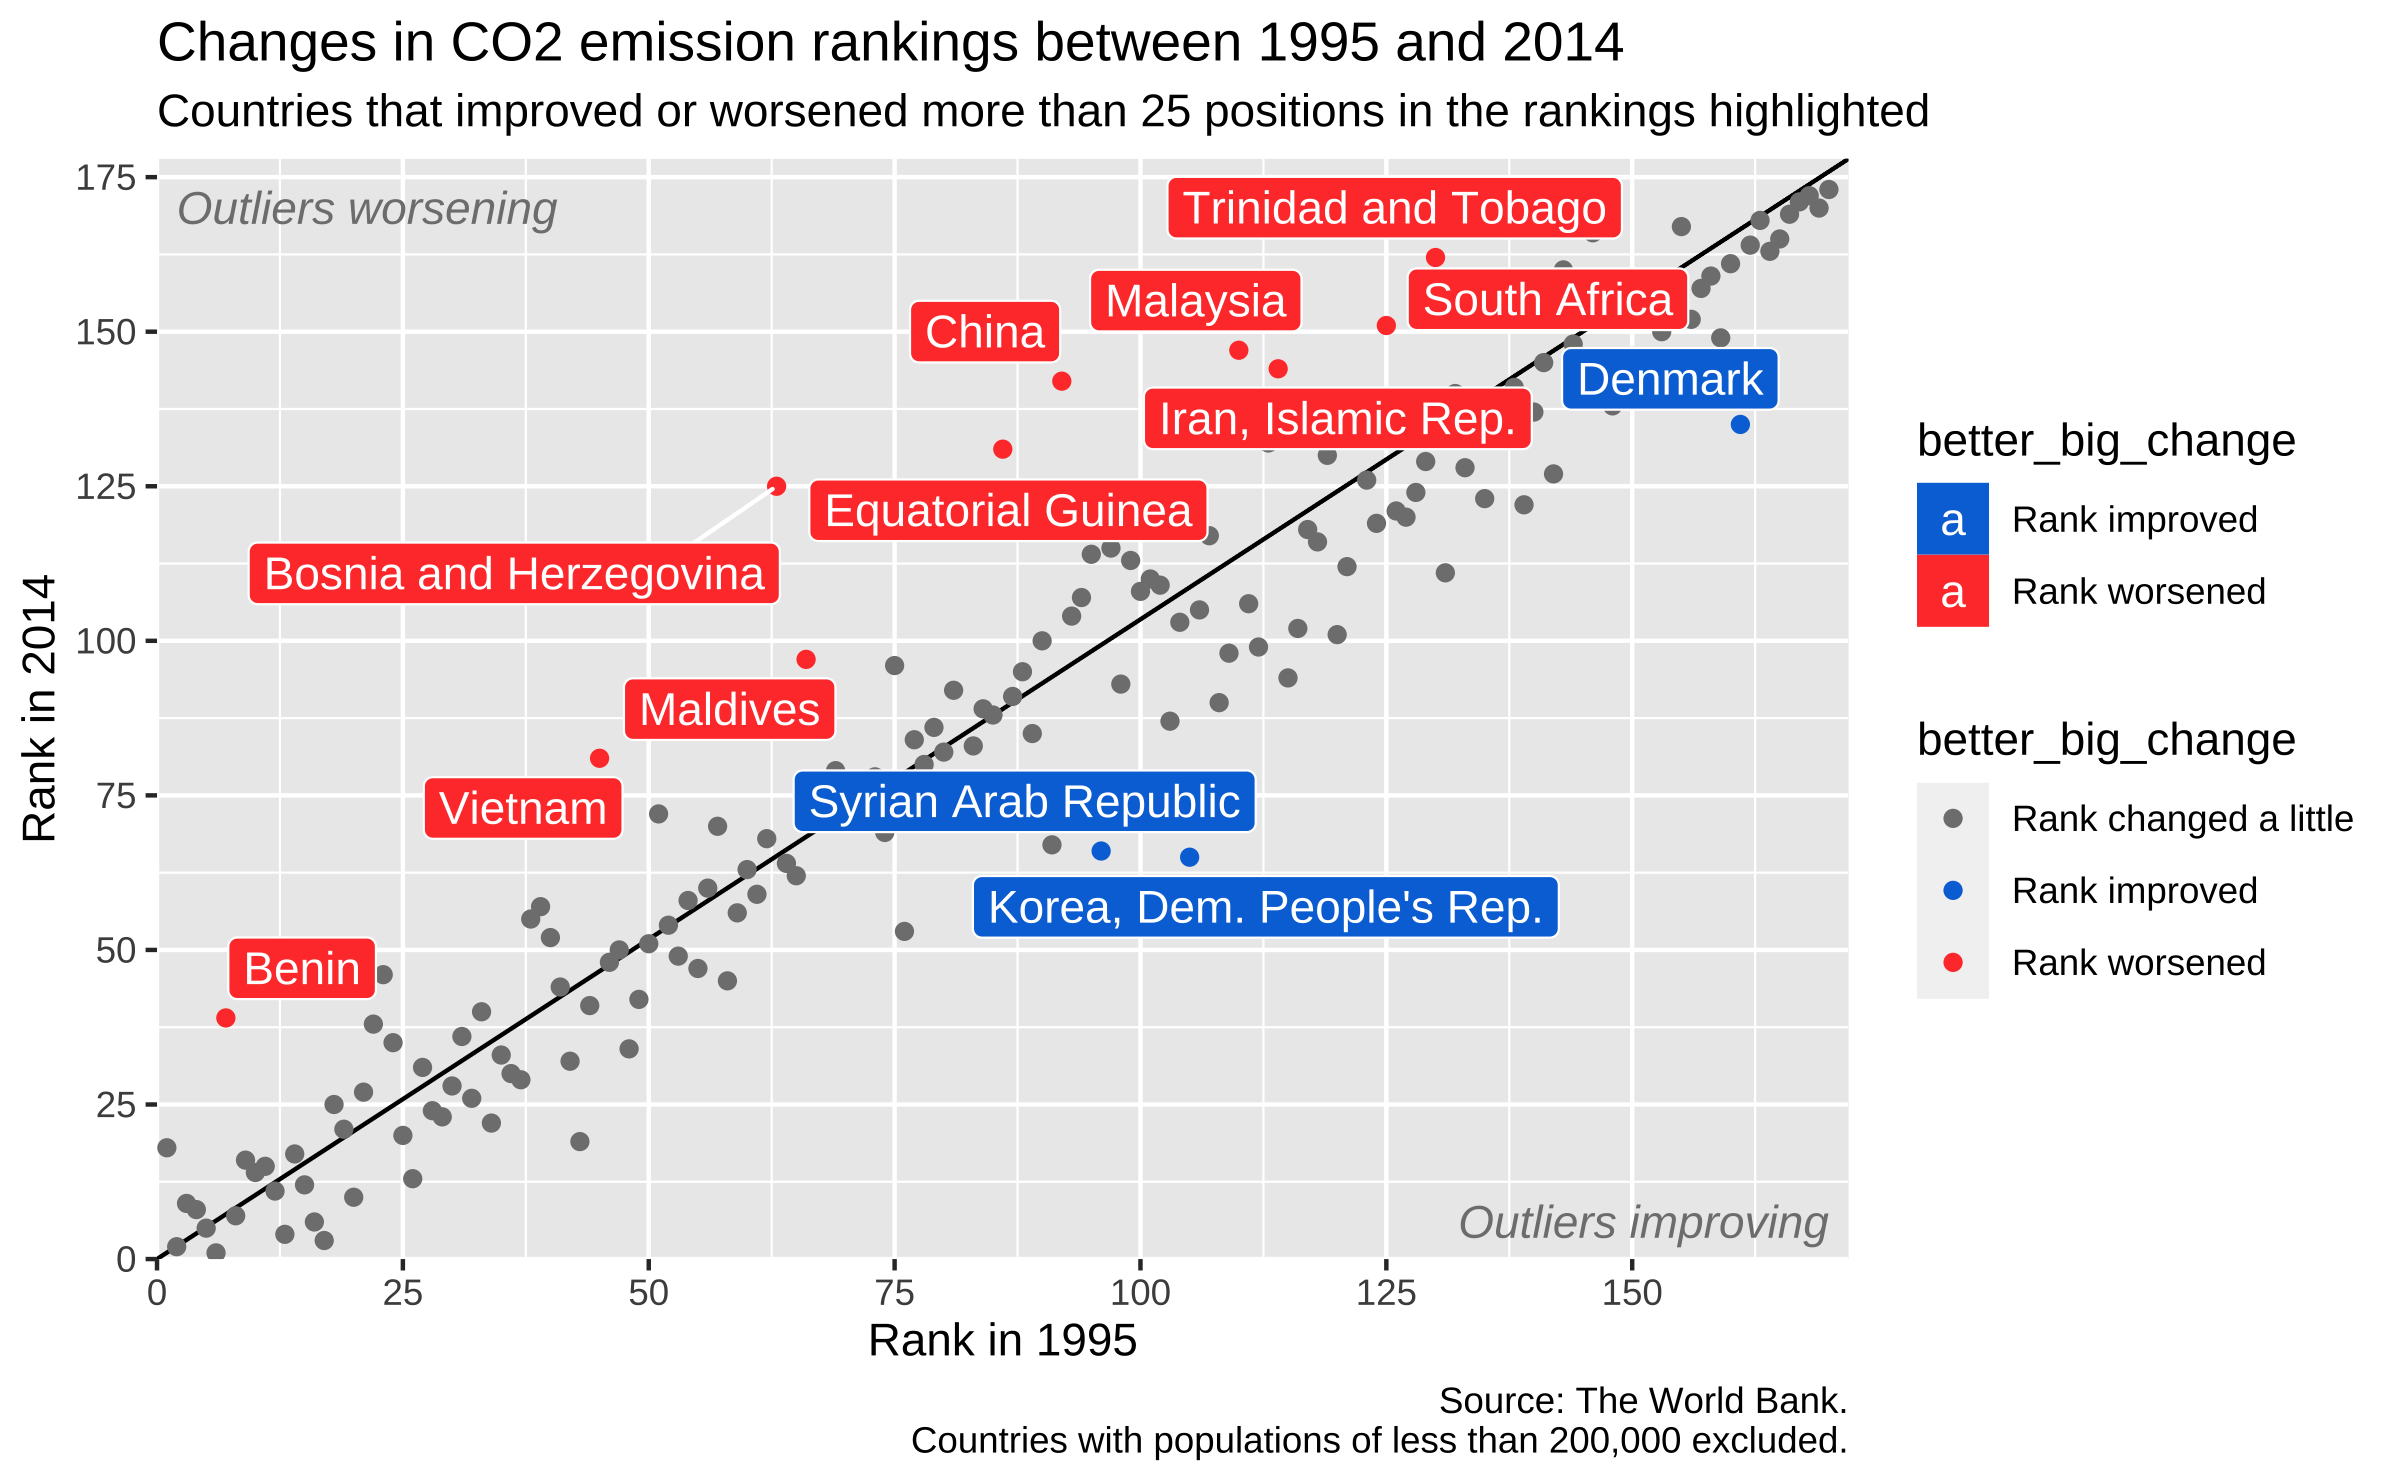 Changes in CO2 emission rankings between 1995 and 2014
Countries that improved or worsened more than 25 positions in the rankings highlighted
175
150
125
100
75
50
25
0
Rank in 2014
Outliers worsening
Trinidad and Tobago
Malaysia
South Africa
China
Denmark
Iran, Islamic Rep.
Equatorial Guinea
Bosnia and Herzegovina
Maldives
Vietnam
Syrian Arab Republic
Korea, Dem. People's Rep.
Benin
Outliers improving
0
25
50
75
100
125
150
Rank in 1995
better_big_change
a Rank improved
a Rank worsened
better_big_change
Rank changed a little
Rank improved
Rank worsened
Source: The World Bank.
Countries with populations of less than 200,000 excluded.